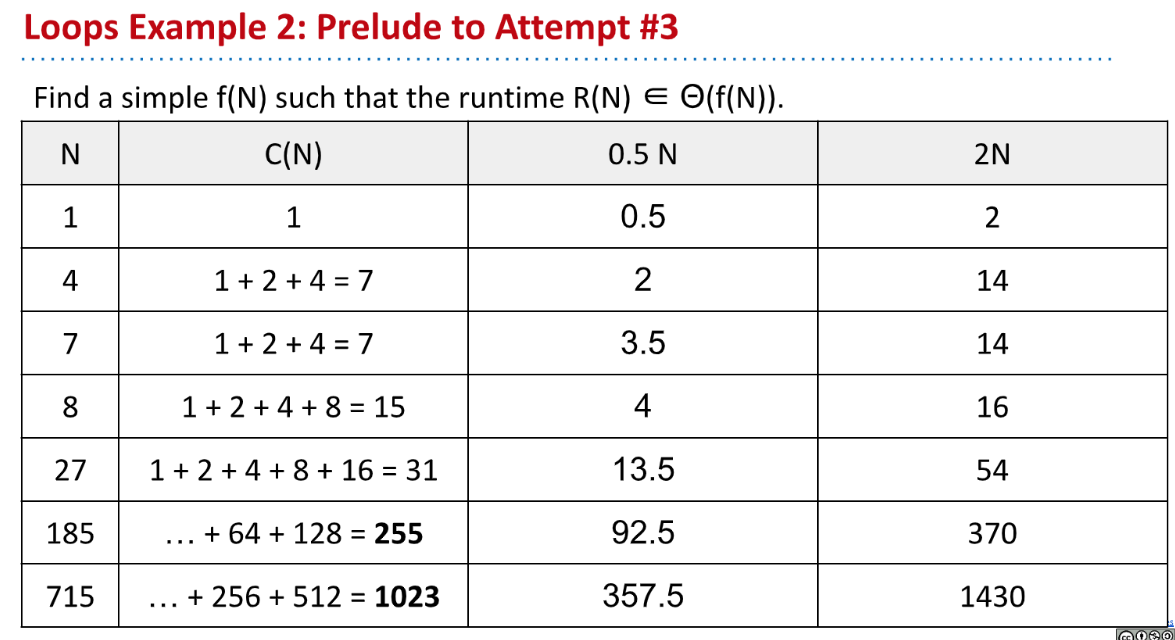 Loops Example 2: Prelude to Attempt #3
Find a simple f(N) such that the runtime R(N) ∈ Θ(f(N)).
N C(N) 0.5 N 2N
1 1 0.5 2
4 1 + 2 + 4 = 7 2 14
7 1 + 2 + 4 = 7 3.5 14
8 1 + 2 + 4 + 8 = 15 4 16
27 1 + 2 + 4 + 8 + 16 = 31 13.5 54
185 … + 64 + 128 = 255 92.5 370
715 … + 256 + 512 = 1023 357.5 1430